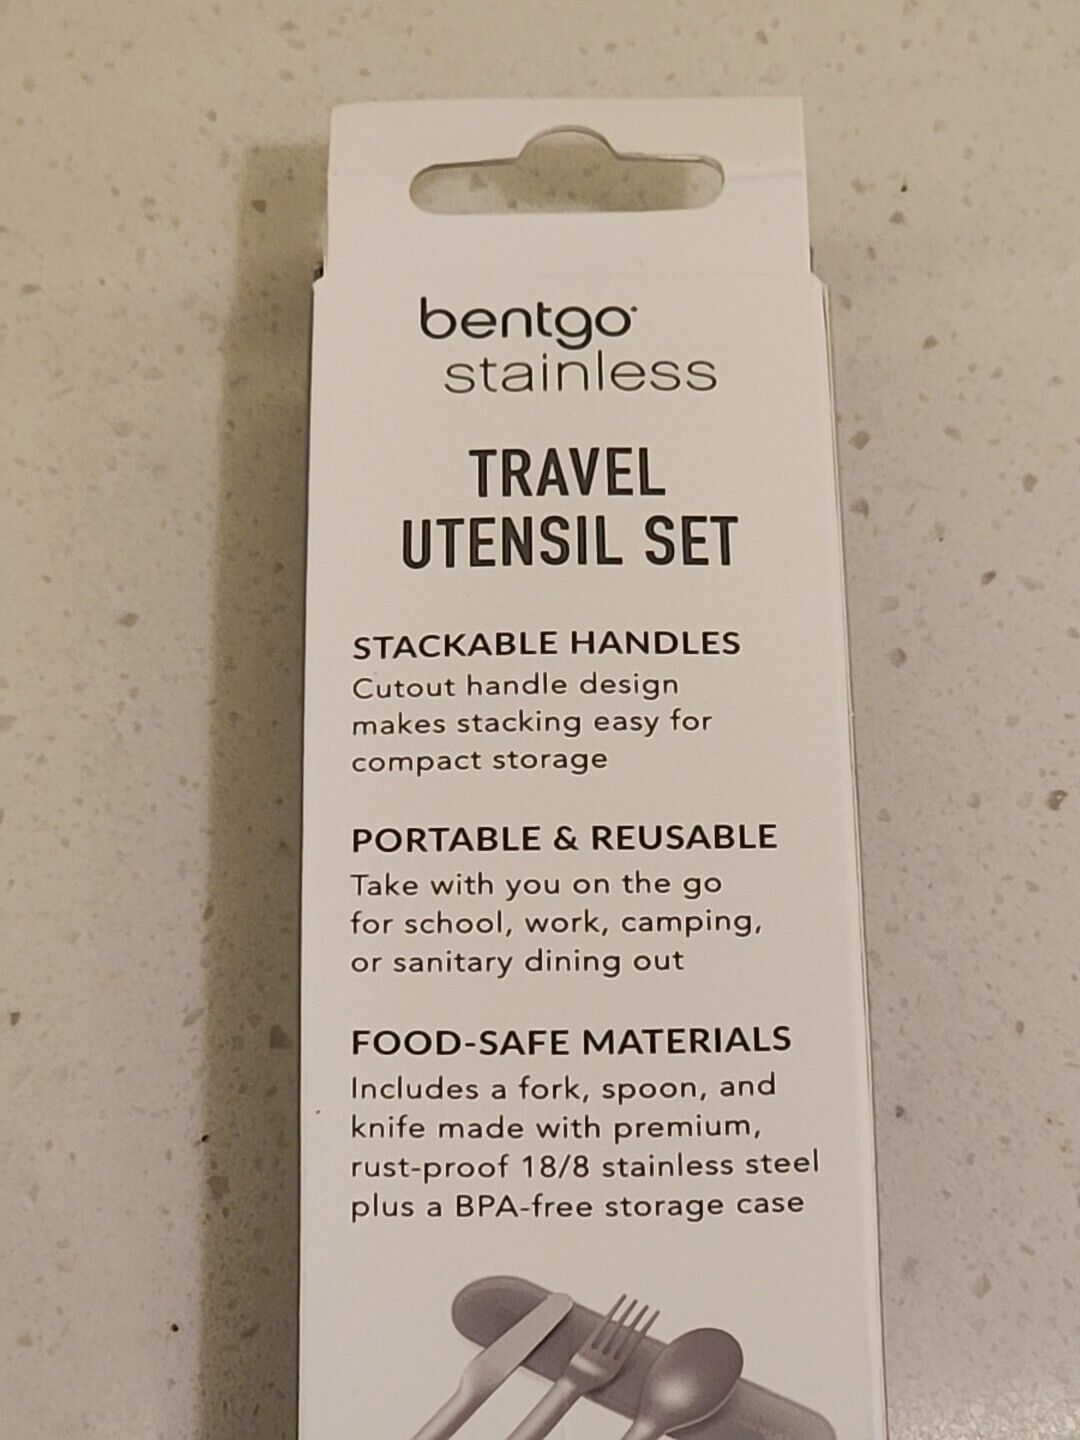 bentgo
stainless
TRAVEL
UTENSIL SET
STACKABLE HANDLES
Cutout handle design
makes stacking easy for
compact storage
PORTABLE & REUSABLE
Take with you on the go
for school, work, camping,
or sanitary dining out
FOOD-SAFE MATERIALS
Includes a fork, spoon, and
knife made with premium,
rust-proof 18/8 stainless steel
plus a BPA-free storage case